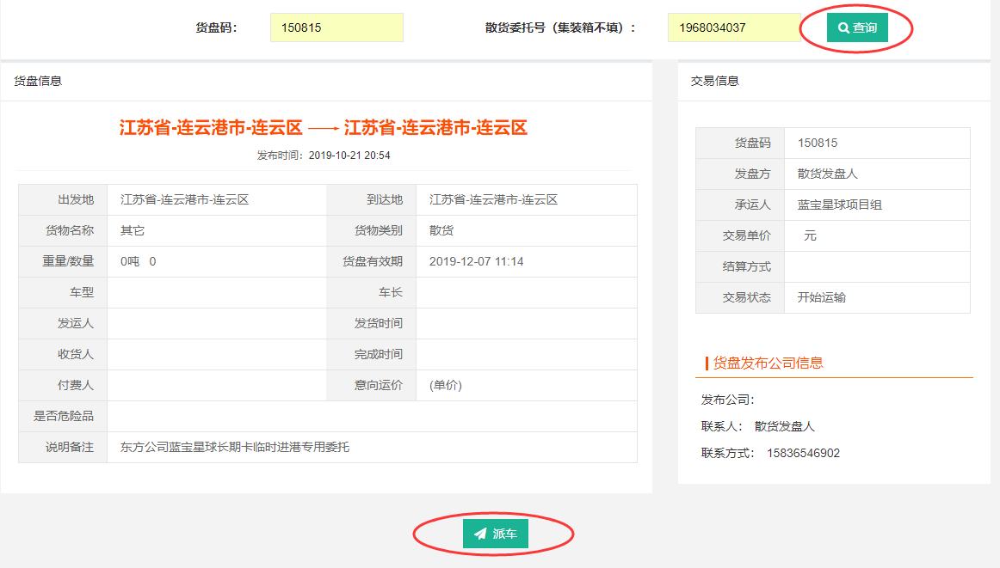 货盘码： 150815 散货委托号（集装箱不填）： 1968034037 查询
货盘信息
江苏省-连云港市-连云区 江苏省-连云港市-连云区
发布时间：2019-10-21 20:54
出发地 江苏省-连云港市-连云区 到达地 江苏省-连云港市-连云区
货物名称 其它 货物类别 散货
重量/数量 0吨 0 货盘有效期 2019-12-07 11:14
车型 车长
发运人 发货时间
收货人 完成时间
付费人 意向运价 (单价)
是否危险品
说明备注 东方公司蓝宝星球长期卡临时进港专用委托
交易信息
货盘码 150815
发盘方 散货发盘人
承运人 蓝宝星球项目组
交易单价 元
结算方式
交易状态 开始运输
货盘发布公司信息
发布公司：
联系人： 散货发盘人
联系方式： 15836546902
派车